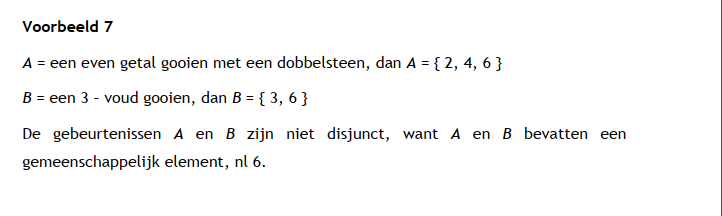 Voorbeeld 7
A = een even getal gooien met een dobbelsteen, dan A = { 2, 4, 6 }
B = een 3 - voud gooien, dan B = { 3, 6 }
De gebeurtenissen A en B zijn niet disjunct, want A en B bevatten een
gemeenschappelijk element, nl 6.